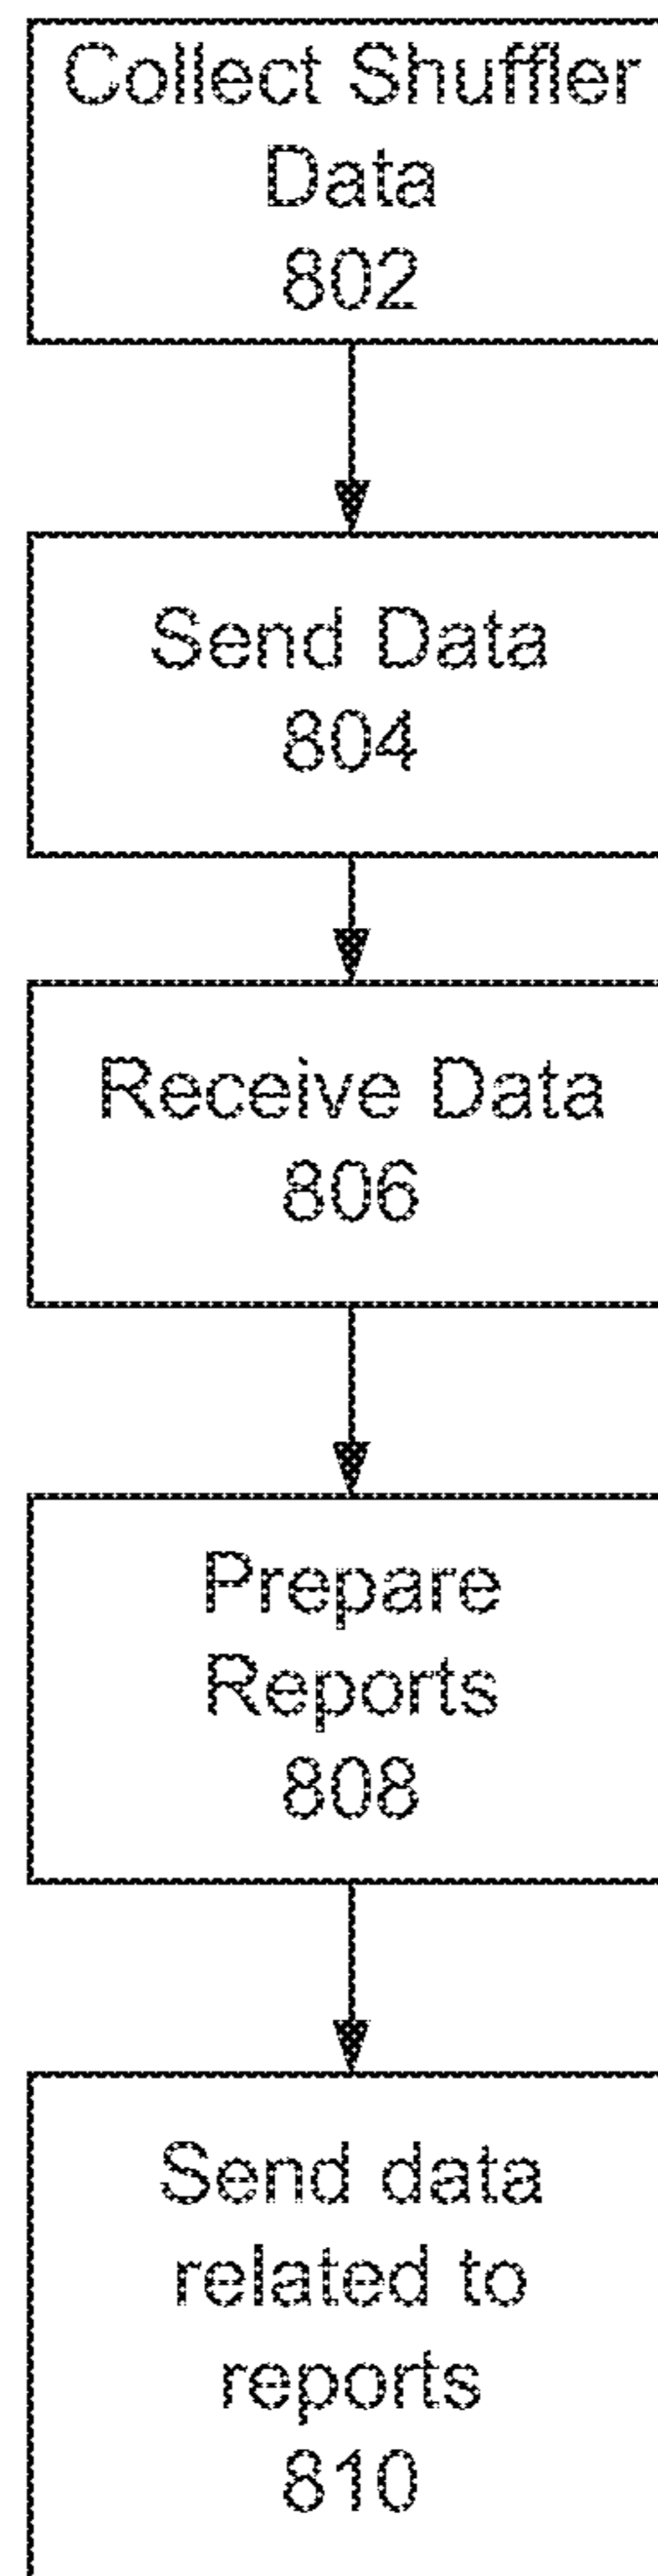 Collect Shuffler
Data
802
Send Data
804
Receive Data
806
Prepare
Reports
808
Send data
related to
reports
810